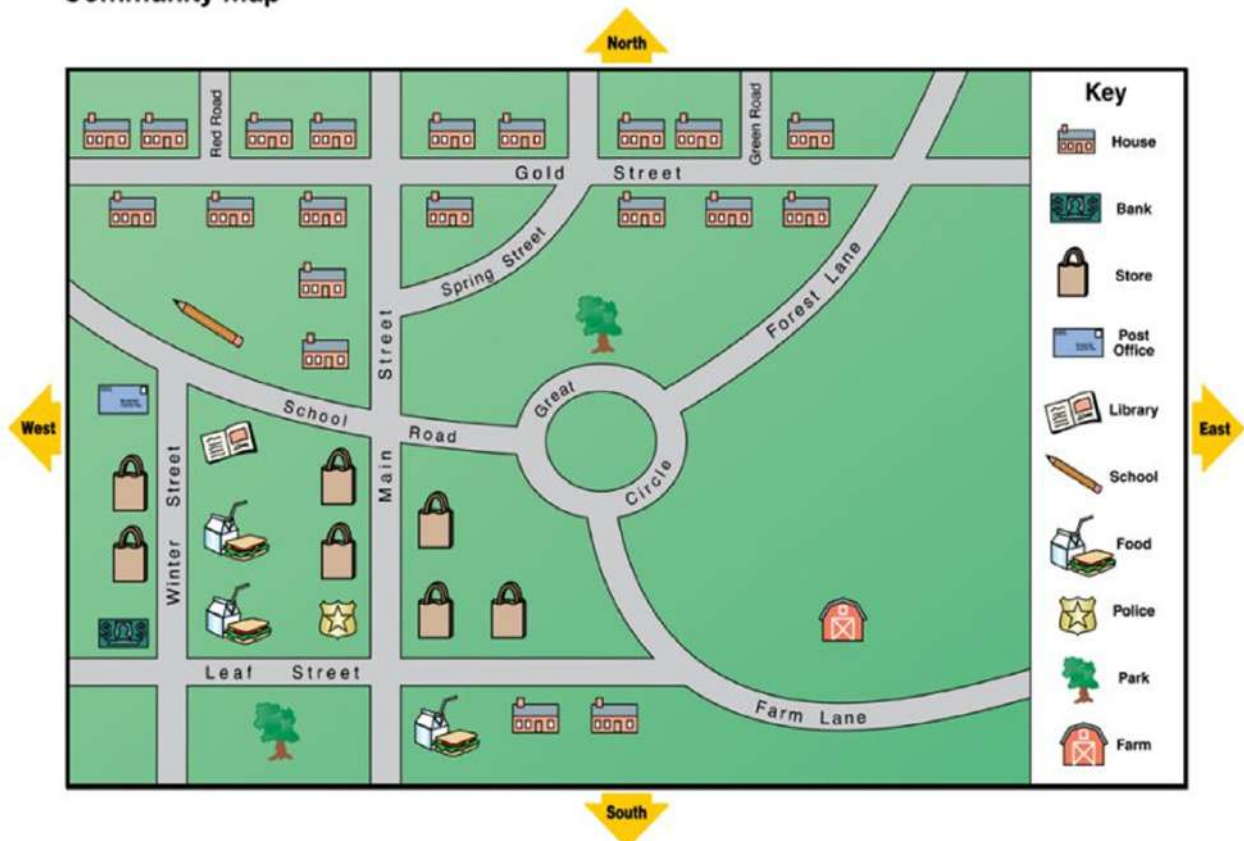 North
Key
House
Bank
Store
Post
Office
Library
School
Food
Police
Park
Farm
Red Road
Green Road
Gold Street
Spring Street
Forest Lane
Main Street
School Road
Great Circle
Winter Street
Leaf Street
Farm Lane
West
East
South